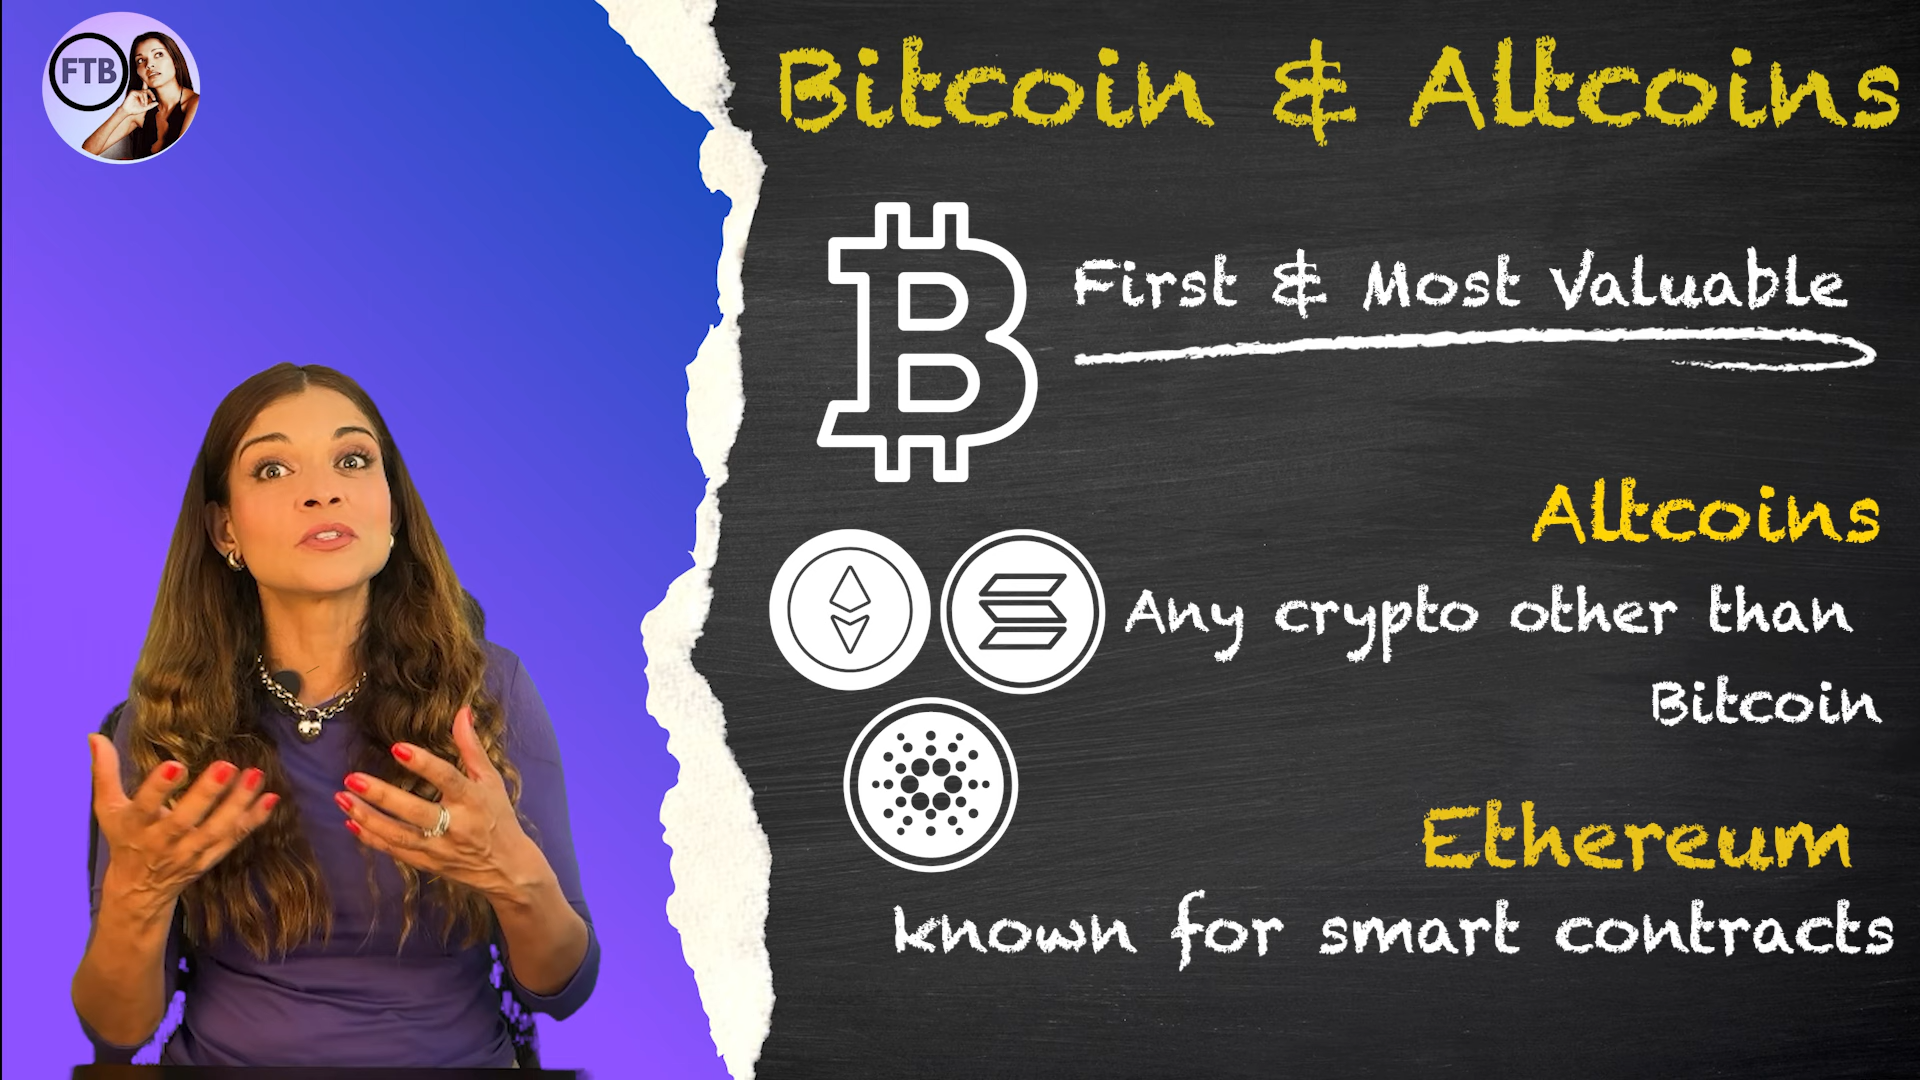 FTB
Bitcoin & Altcoins
First & Most Valuable
Altcoins
Any crypto other than
Bitcoin
Ethereum
known for smart contracts